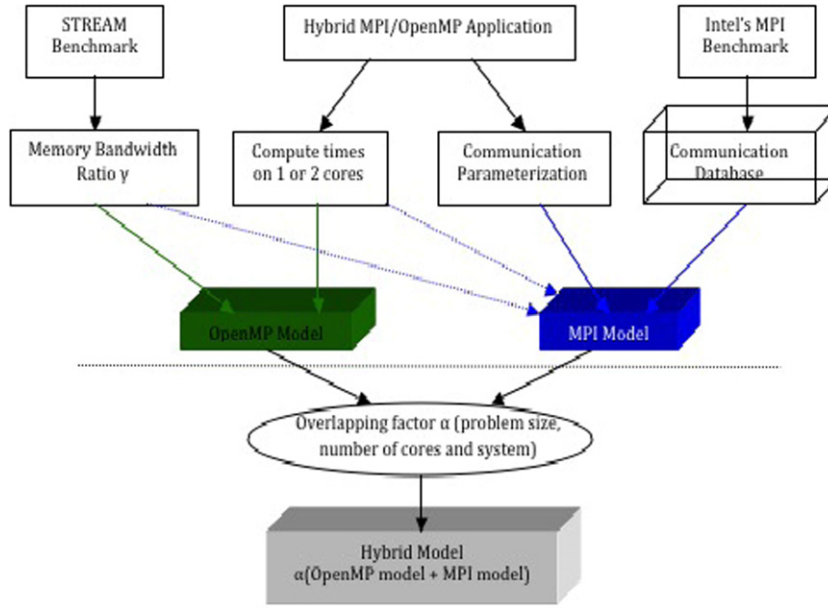 STREAM
Benchmark
Hybrid MPI/OpenMP Application
Intel's MPI
Benchmark
Memory Bandwidth
Ratio γ
Compute times
on 1 or 2 cores
Communication
Parameterization
Communication
Database
OpenMP Model
MPI Model
Overlapping factor α (problem size,
number of cores and system)
Hybrid Model
α(OpenMP model + MPI model)